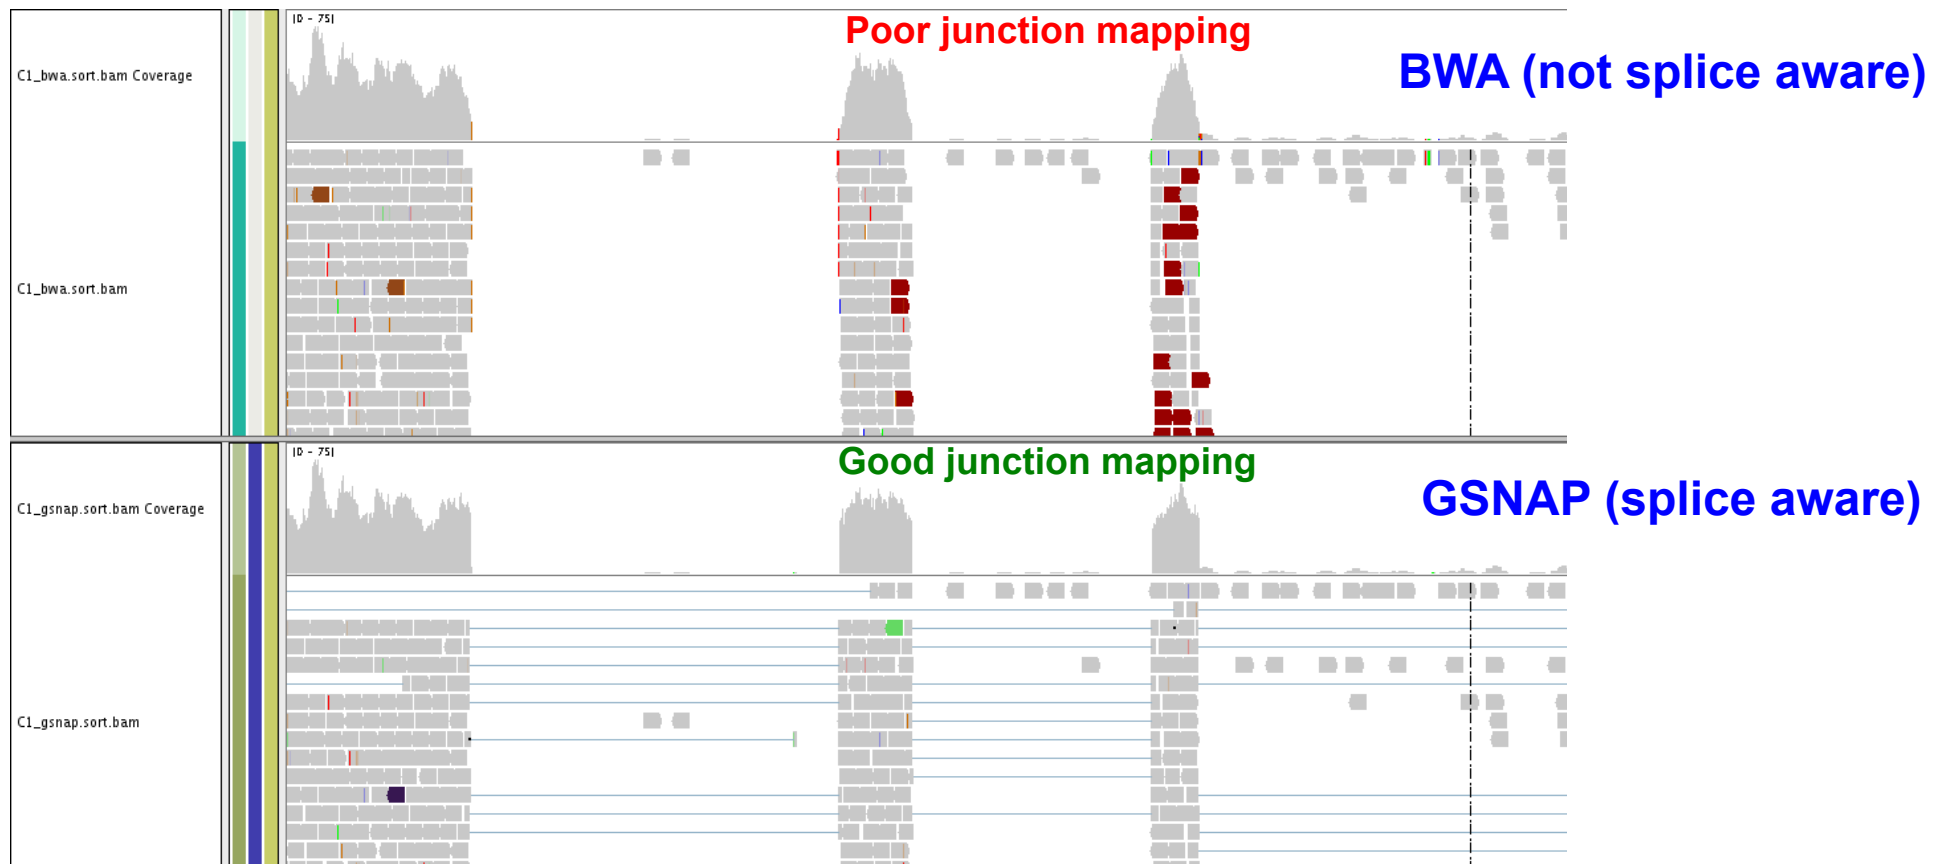 [0 - 75]
Poor junction mapping
BWA (not splice aware)
C1_bwa.sort.bam Coverage
C1_bwa.sort.bam
[0 - 75]
Good junction mapping
GSNAP (splice aware)
C1_gsnap.sort.bam Coverage
C1_gsnap.sort.bam